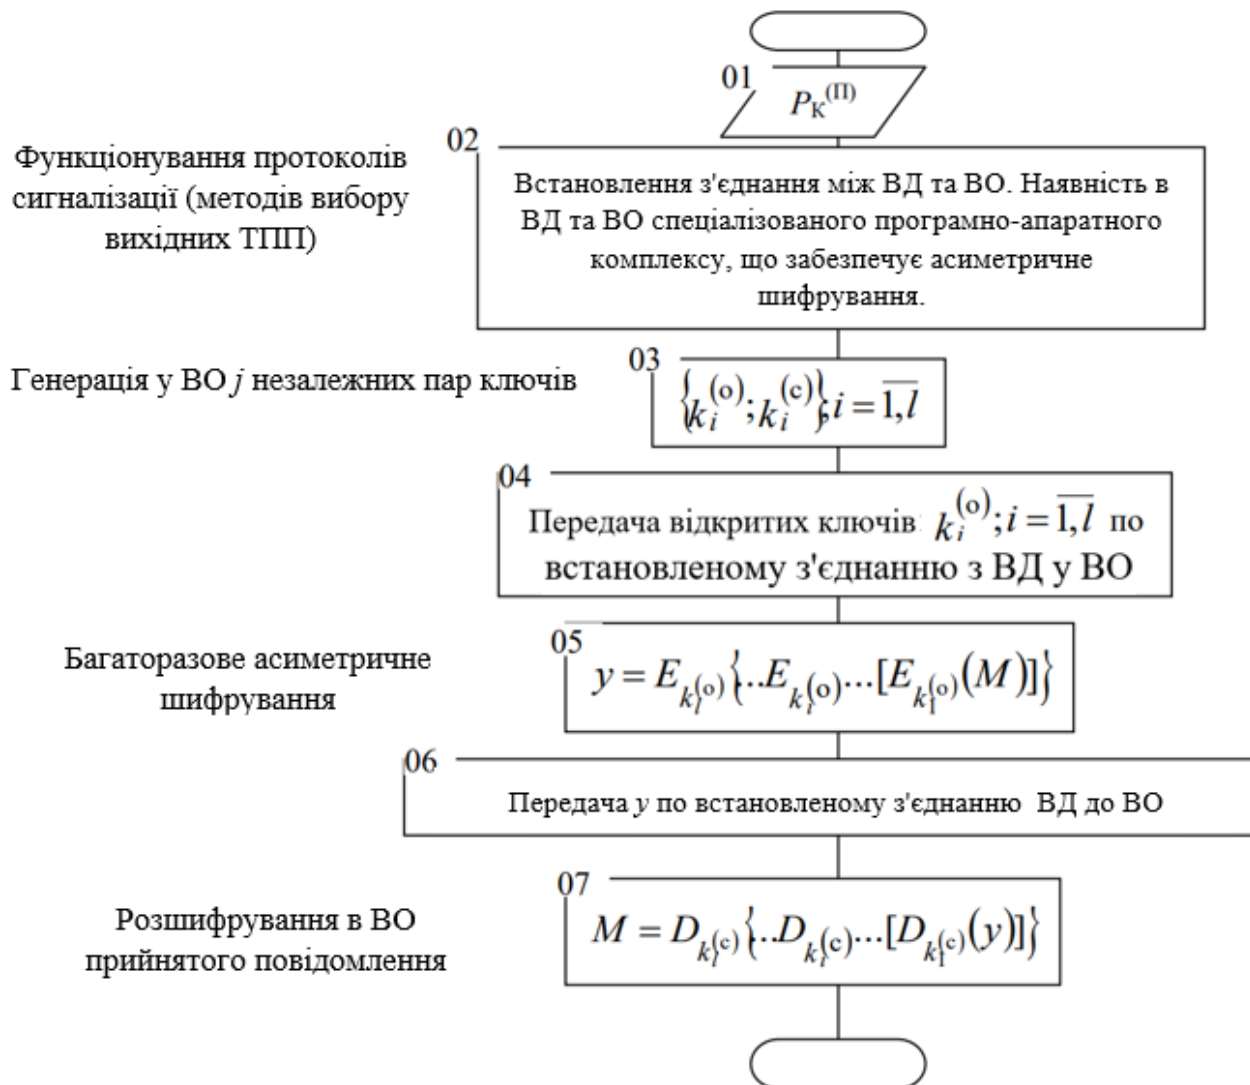 01
P_К^(П)
Функціонування протоколів
сигналізації (методів вибору
вихідних ТПП)
02
Встановлення з'єднання між ВД та ВО. Наявність в
ВД та ВО спеціалізованого програмно-апаратного
комплексу, що забезпечує асиметричне
шифрування.
Генерація у ВО j незалежних пар ключів
03
{k_i^(о); k_i^(с)}; i = \overline{1,l}
04
Передача відкритих ключів k_i^(о); i = \overline{1,l} по
встановленому з'єднанню з ВД у ВО
Багаторазове асиметричне
шифрування
05
y = E_{k_l^(о)}{...E_{k_i^(о)}...[E_{k_1^(о)}(M)]}
06
Передача y по встановленому з'єднанню ВД до ВО
Розшифрування в ВО
прийнятого повідомлення
07
M = D_{k_l^(с)}{...D_{k_i^(с)}...[D_{k_1^(с)}(y)]}